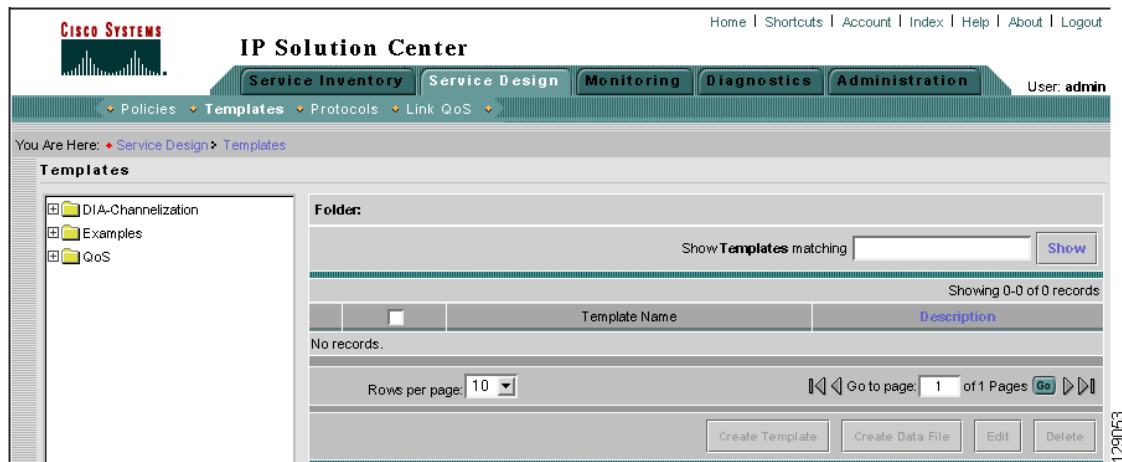 Home | Shortcuts | Account | Index | Help | About | Logout
CISCO SYSTEMS
IP Solution Center
Service Inventory Service Design Monitoring Diagnostics Administration
User: admin
Policies Templates Protocols Link QoS
You Are Here: Service Design Templates
Templates
DIA-Channelization
Examples
QoS
Folder:
Show Templates matching Show
Showing 0-0 of 0 records
Template Name Description
No records.
Rows per page: 10 Go to page: 1 of 1 Pages Go
Create Template Create Data File Edit Delete
129053